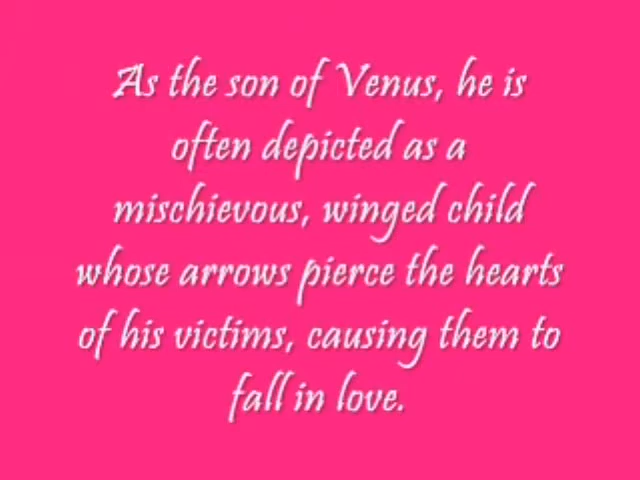 As the son of Venus, he is
often depicted as a
mischievous, winged child
whose arrows pierce the hearts
of his victims, causing them to
fall in love.